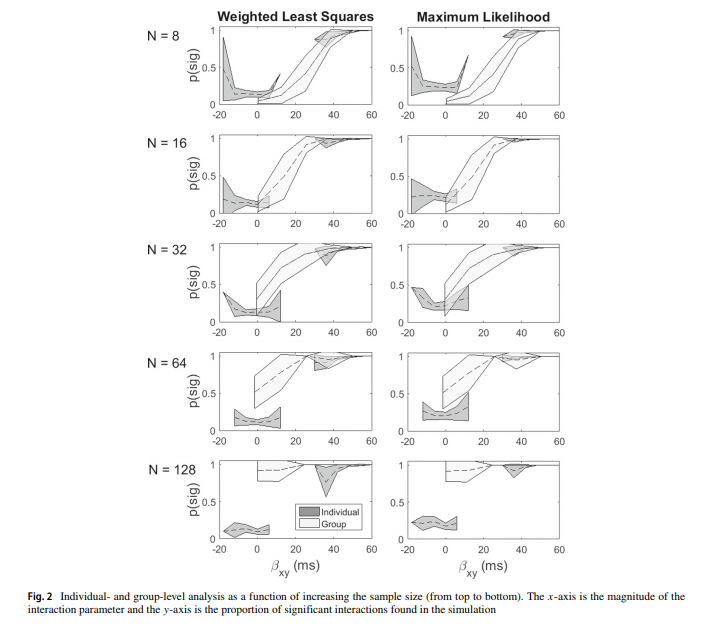 Weighted Least Squares Maximum Likelihood
N = 8
p(sig)
1
0.5
0
-20 0 20 40 60
1
0.5
0
-20 0 20 40 60
N = 16
p(sig)
1
0.5
0
-20 0 20 40 60
1
0.5
0
-20 0 20 40 60
N = 32
p(sig)
1
0.5
0
-20 0 20 40 60
1
0.5
0
-20 0 20 40 60
N = 64
p(sig)
1
0.5
0
-20 0 20 40 60
1
0.5
0
-20 0 20 40 60
N = 128
p(sig)
1
0.5
0
Individual
Group
-20 0 20 40 60
βxy (ms)
1
0.5
0
-20 0 20 40 60
βxy (ms)
Fig. 2 Individual- and group-level analysis as a function of increasing the sample size (from top to bottom). The x-axis is the magnitude of the
interaction parameter and the y-axis is the proportion of significant interactions found in the simulation